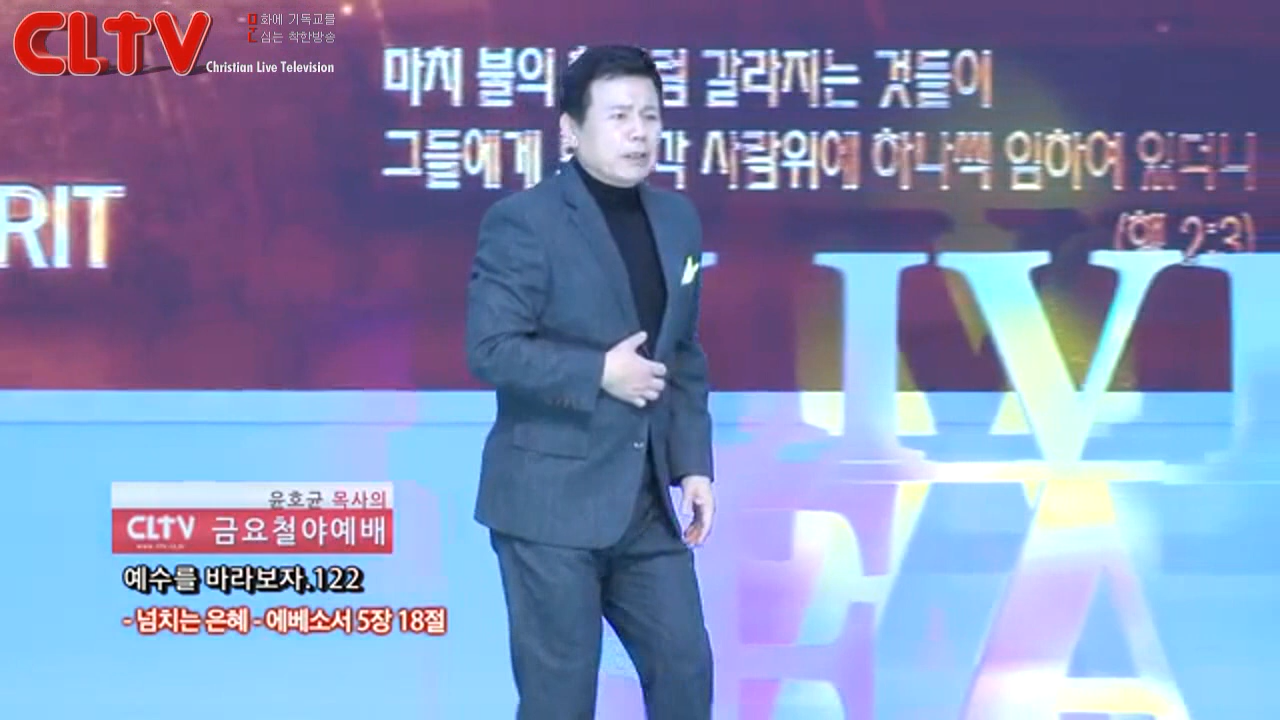 CLTV
문화에 기독교를
심는 착한방송
Christian Live Television
마치 불의 갈라지는 것들이
그들에게 사람위에 하나씩 임하여 있더니
(행 2:3)
RIT
IV
EA
윤호균 목사의
CLTV 금요철야예배
예수를 바라보자.122
- 넘치는 은혜 - 에베소서 5장 18절